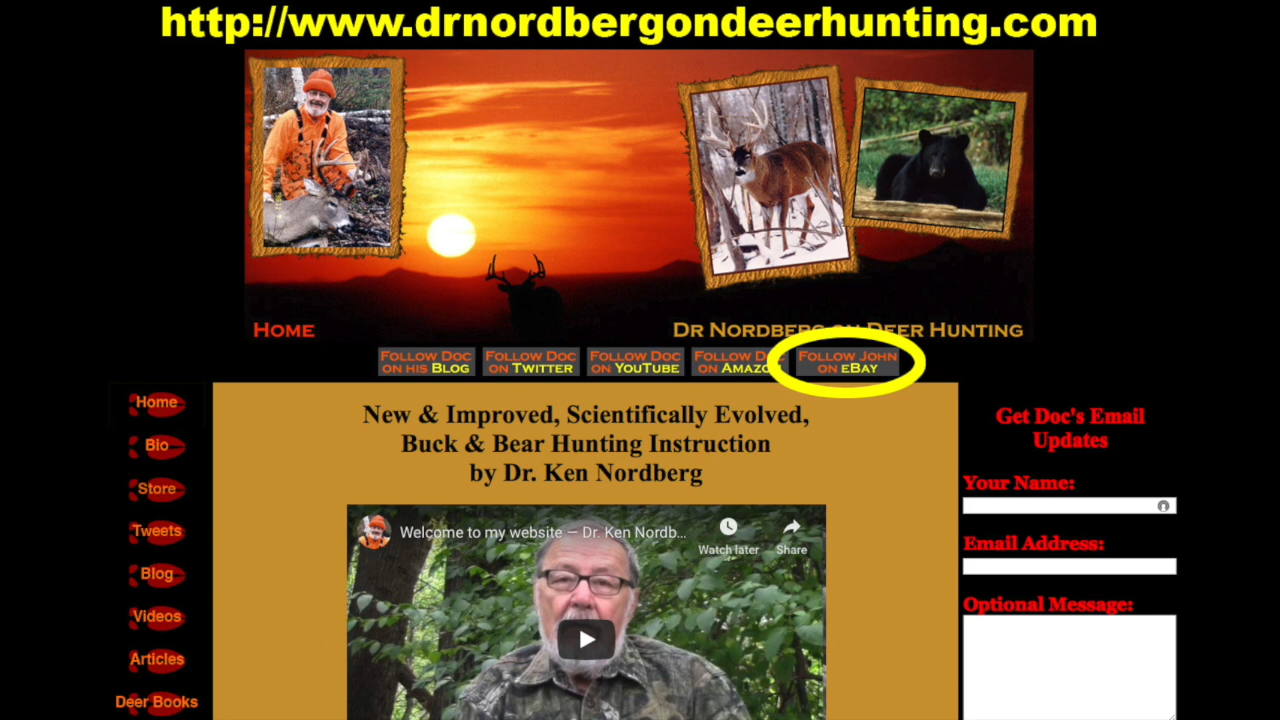 http://www.drnordbergondeerhunting.com
HOME
DR NORDBERG ON DEER HUNTING
FOLLOW DOC
ON HIS BLOG
FOLLOW DOC
ON TWITTER
FOLLOW DOC
ON YOUTUBE
FOLLOW
ON
FOLLOW JOHN
ON EBAY
Home
Bio
Store
Tweets
Blog
Videos
Articles
Deer Books
New & Improved, Scientifically Evolved,
Buck & Bear Hunting Instruction
by Dr. Ken Nordberg
Welcome to my website — Dr. Ken Nordb...
Watch later
Share
Get Doc's Email
Updates
Your Name:
Email Address:
Optional Message: